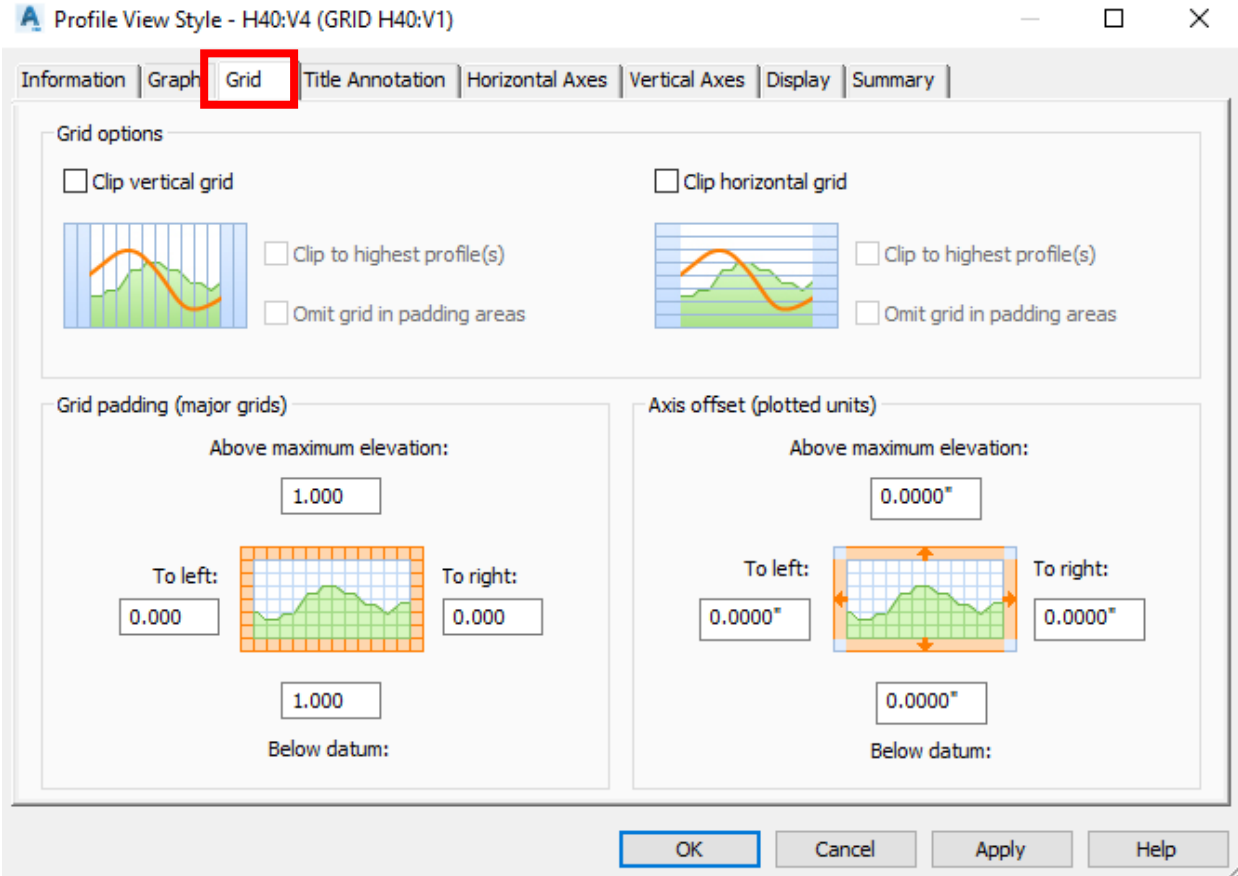 Profile View Style - H40:V4 (GRID H40:V1)
Information Graph Grid Title Annotation Horizontal Axes Vertical Axes Display Summary
Grid options
Clip vertical grid
Clip to highest profile(s)
Omit grid in padding areas
Clip horizontal grid
Clip to highest profile(s)
Omit grid in padding areas
Grid padding (major grids)
Above maximum elevation:
1.000
To left:
0.000
To right:
0.000
1.000
Below datum:
Axis offset (plotted units)
Above maximum elevation:
0.0000"
To left:
0.0000"
To right:
0.0000"
0.0000"
Below datum:
OK Cancel Apply Help